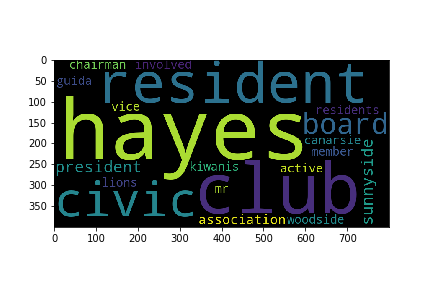 0
50
100
150
200
250
300
350
chairman involved
guida resident
vice residents
hayes board
canarsie
member
president kiwanis active sunnyside
lions mr
civic club
association woodside
0 100 200 300 400 500 600 700